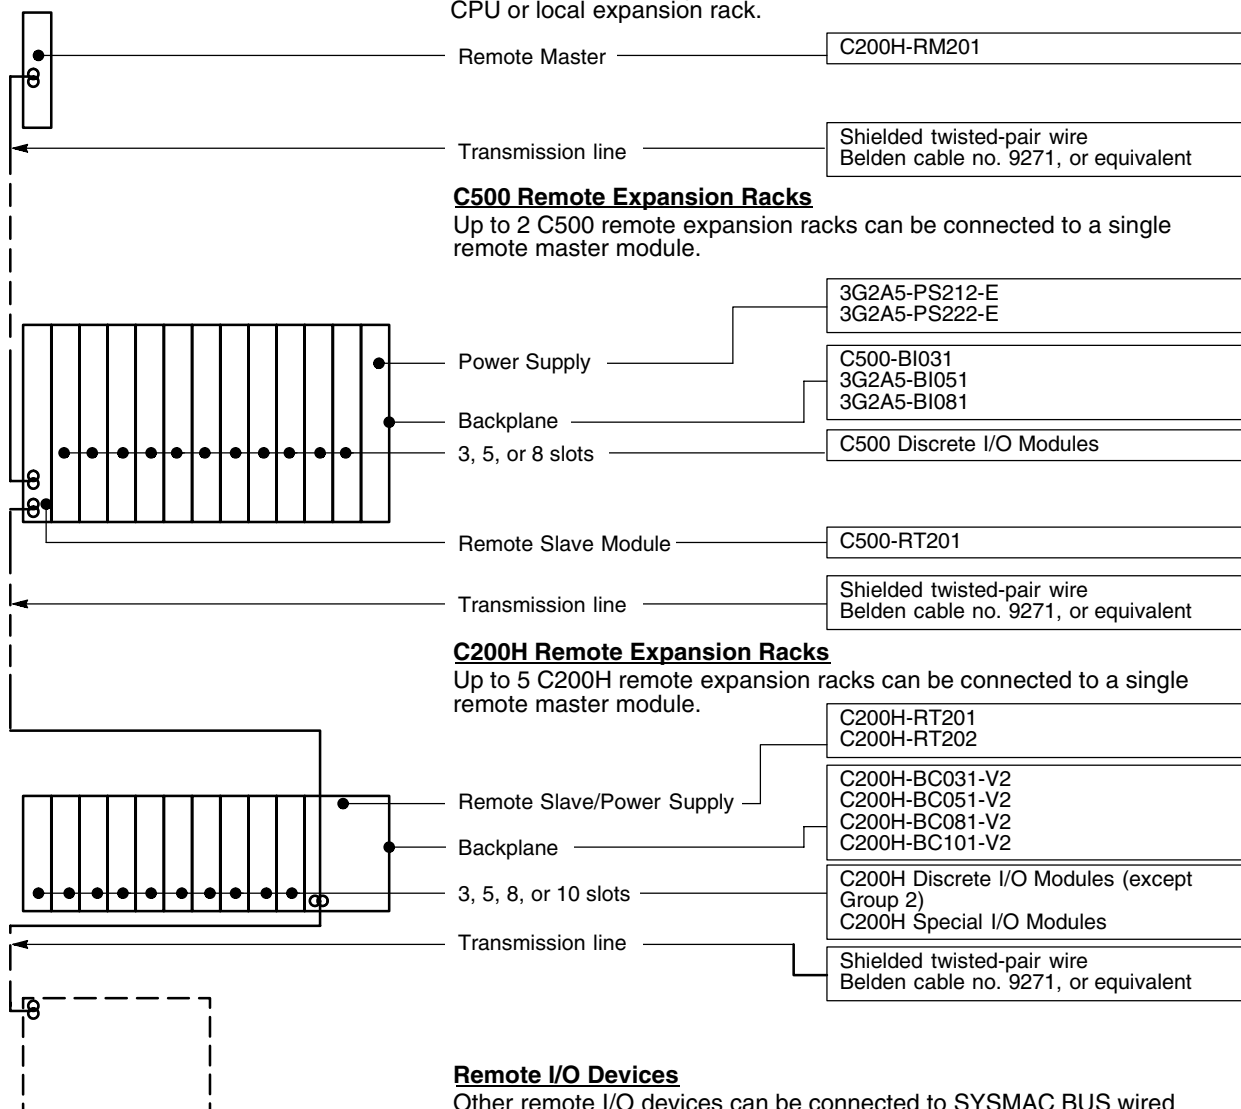 CPU or local expansion rack.
Remote Master
C200H-RM201
Transmission line
Shielded twisted-pair wire
Belden cable no. 9271, or equivalent
C500 Remote Expansion Racks
Up to 2 C500 remote expansion racks can be connected to a single
remote master module.
3G2A5-PS212-E
3G2A5-PS222-E
Power Supply
C500-BI031
3G2A5-BI051
3G2A5-BI081
Backplane
3, 5, or 8 slots
C500 Discrete I/O Modules
Remote Slave Module
C500-RT201
Transmission line
Shielded twisted-pair wire
Belden cable no. 9271, or equivalent
C200H Remote Expansion Racks
Up to 5 C200H remote expansion racks can be connected to a single
remote master module.
C200H-RT201
C200H-RT202
Remote Slave/Power Supply
C200H-BC031-V2
C200H-BC051-V2
C200H-BC081-V2
C200H-BC101-V2
Backplane
3, 5, 8, or 10 slots
C200H Discrete I/O Modules (except
Group 2)
C200H Special I/O Modules
Transmission line
Shielded twisted-pair wire
Belden cable no. 9271, or equivalent
Remote I/O Devices
Other remote I/O devices can be connected to SYSMAC BUS wired